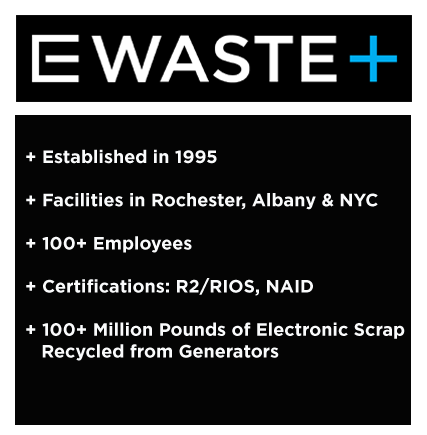 EWASTE+
+ Established in 1995
+ Facilities in Rochester, Albany & NYC
+ 100+ Employees
+ Certifications: R2/RIOS, NAID
+ 100+ Million Pounds of Electronic Scrap
Recycled from Generators